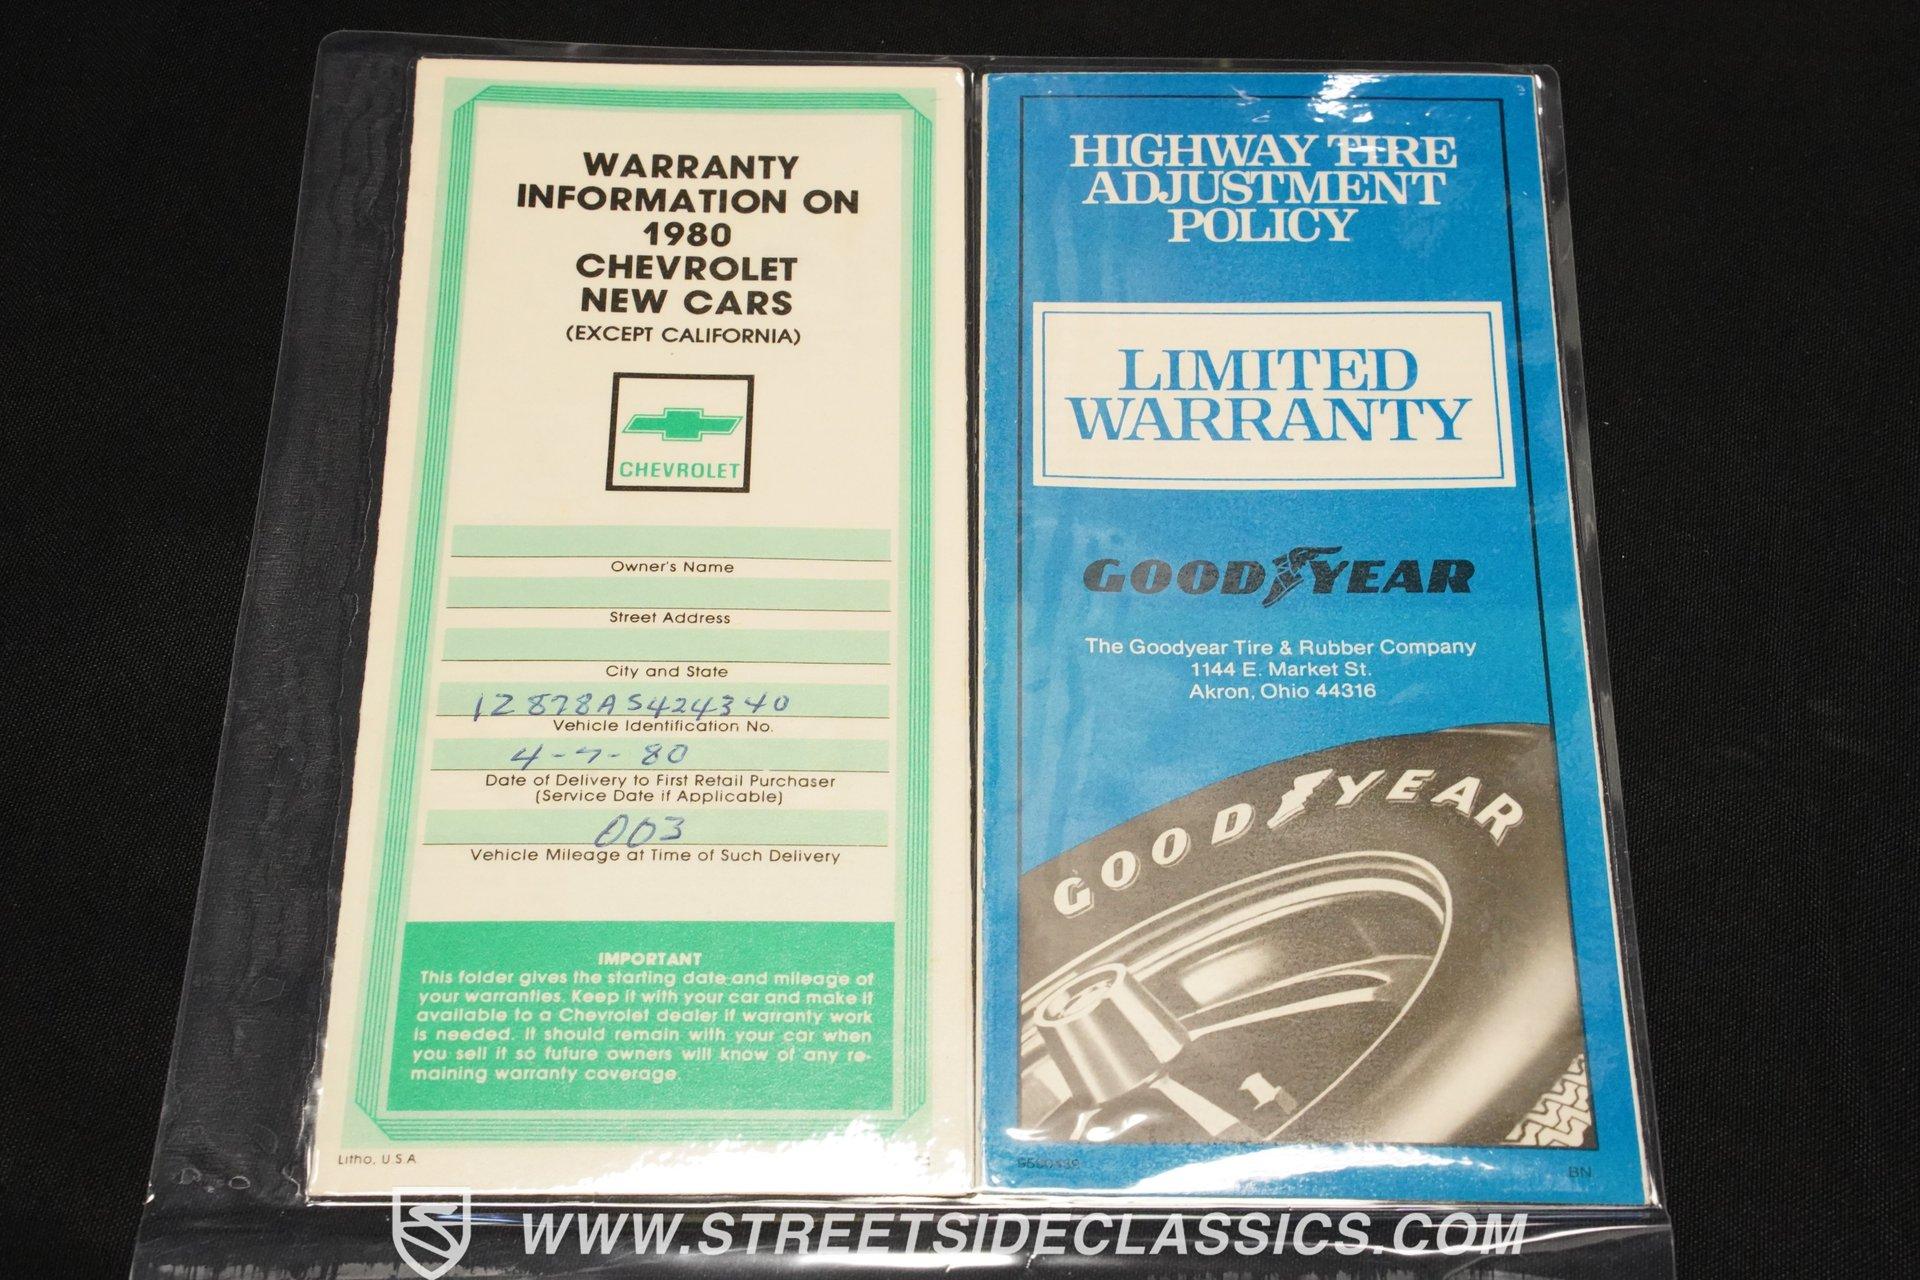 WARRANTY
INFORMATION ON
1980
CHEVROLET
NEW CARS
(EXCEPT CALIFORNIA)
CHEVROLET
Owner's Name
Street Address
City and State
1Z878AS424340
Vehicle Identification No.
4-7-80
Date of Delivery to First Retail Purchaser
(Service Date if Applicable)
003
Vehicle Mileage at Time of Such Delivery
IMPORTANT
This folder gives the starting date and mileage of
your warranties. Keep it with your car and make it
available to a Chevrolet dealer if warranty work
is needed. It should remain with your car when
you sell it so future owners will know of any re-
maining warranty coverage.
Litho, U.S.A.
HIGHWAY TIRE
ADJUSTMENT
POLICY
LIMITED
WARRANTY
GOODYEAR
The Goodyear Tire & Rubber Company
1144 E. Market St.
Akron, Ohio 44316
GOODYEAR
BN
WWW.STREETSIDECLASSICS.COM